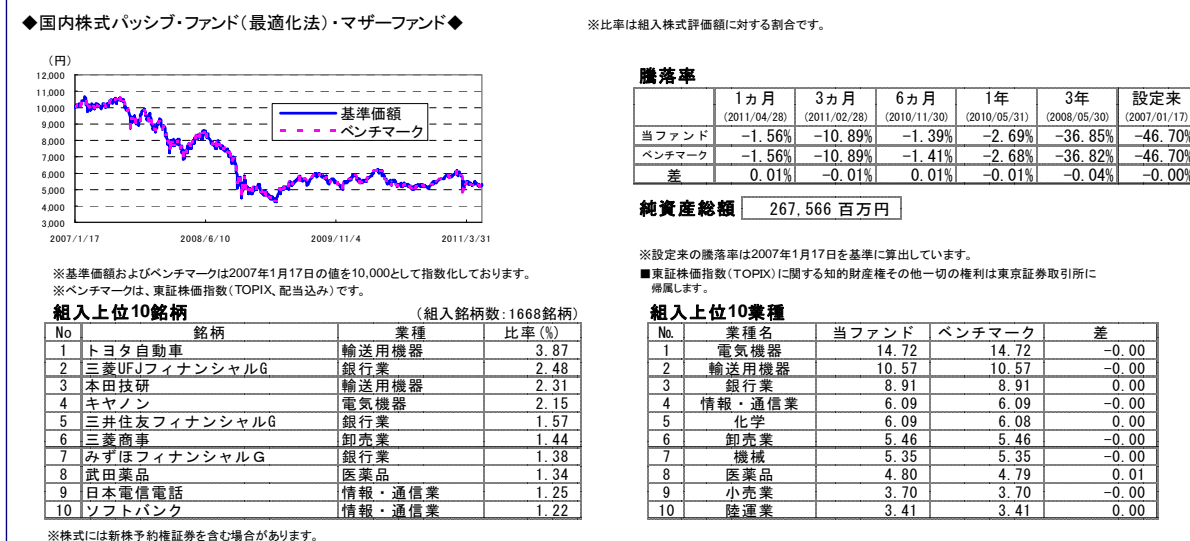 ◆国内株式パッシブ・ファンド(最適化法)・マザーファンド◆
※比率は組入株式評価額に対する割合です。
(円)
12,000
11,000
10,000
9,000
8,000
7,000
6,000
5,000
4,000
3,000
基準価額
ベンチマーク
2007/1/17 2008/6/10 2009/11/4 2011/3/31
※基準価額およびベンチマークは2007年1月17日の値を10,000として指数化しております。
※ベンチマークは、東証株価指数(TOPIX、配当込み)です。
騰落率
1ヵ月 3ヵ月 6ヵ月 1年 3年 設定来
(2011/04/28) (2011/02/28) (2010/11/30) (2010/05/31) (2008/05/30) (2007/01/17)
当ファンド -1.56% -10.89% -1.39% -2.69% -36.85% -46.70%
ベンチマーク -1.56% -10.89% -1.41% -2.68% -36.82% -46.70%
差 0.01% -0.01% 0.01% -0.01% -0.04% -0.00%
純資産総額 267,566 百万円
※設定来の騰落率は2007年1月17日を基準に算出しています。
■東証株価指数(TOPIX)に関する知的財産権その他一切の権利は東京証券取引所に
帰属します。
組入上位10銘柄 (組入銘柄数:1668銘柄)
No 銘柄 業種 比率(%)
1 トヨタ自動車 輸送用機器 3.87
2 三菱UFJフィナンシャルG 銀行業 2.48
3 本田技研 輸送用機器 2.31
4 キヤノン 電気機器 2.15
5 三井住友フィナンシャルG 銀行業 1.57
6 三菱商事 卸売業 1.44
7 みずほフィナンシャルG 銀行業 1.38
8 武田薬品 医薬品 1.34
9 日本電信電話 情報・通信業 1.25
10 ソフトバンク 情報・通信業 1.22
※株式には新株予約権証券を含む場合があります。
組入上位10業種
No. 業種名 当ファンド ベンチマーク 差
1 電気機器 14.72 14.72 -0.00
2 輸送用機器 10.57 10.57 -0.00
3 銀行業 8.91 8.91 0.00
4 情報・通信業 6.09 6.09 -0.00
5 化学 6.09 6.08 0.00
6 卸売業 5.46 5.46 -0.00
7 機械 5.35 5.35 -0.00
8 医薬品 4.80 4.79 0.01
9 小売業 3.70 3.70 -0.00
10 陸運業 3.41 3.41 0.00